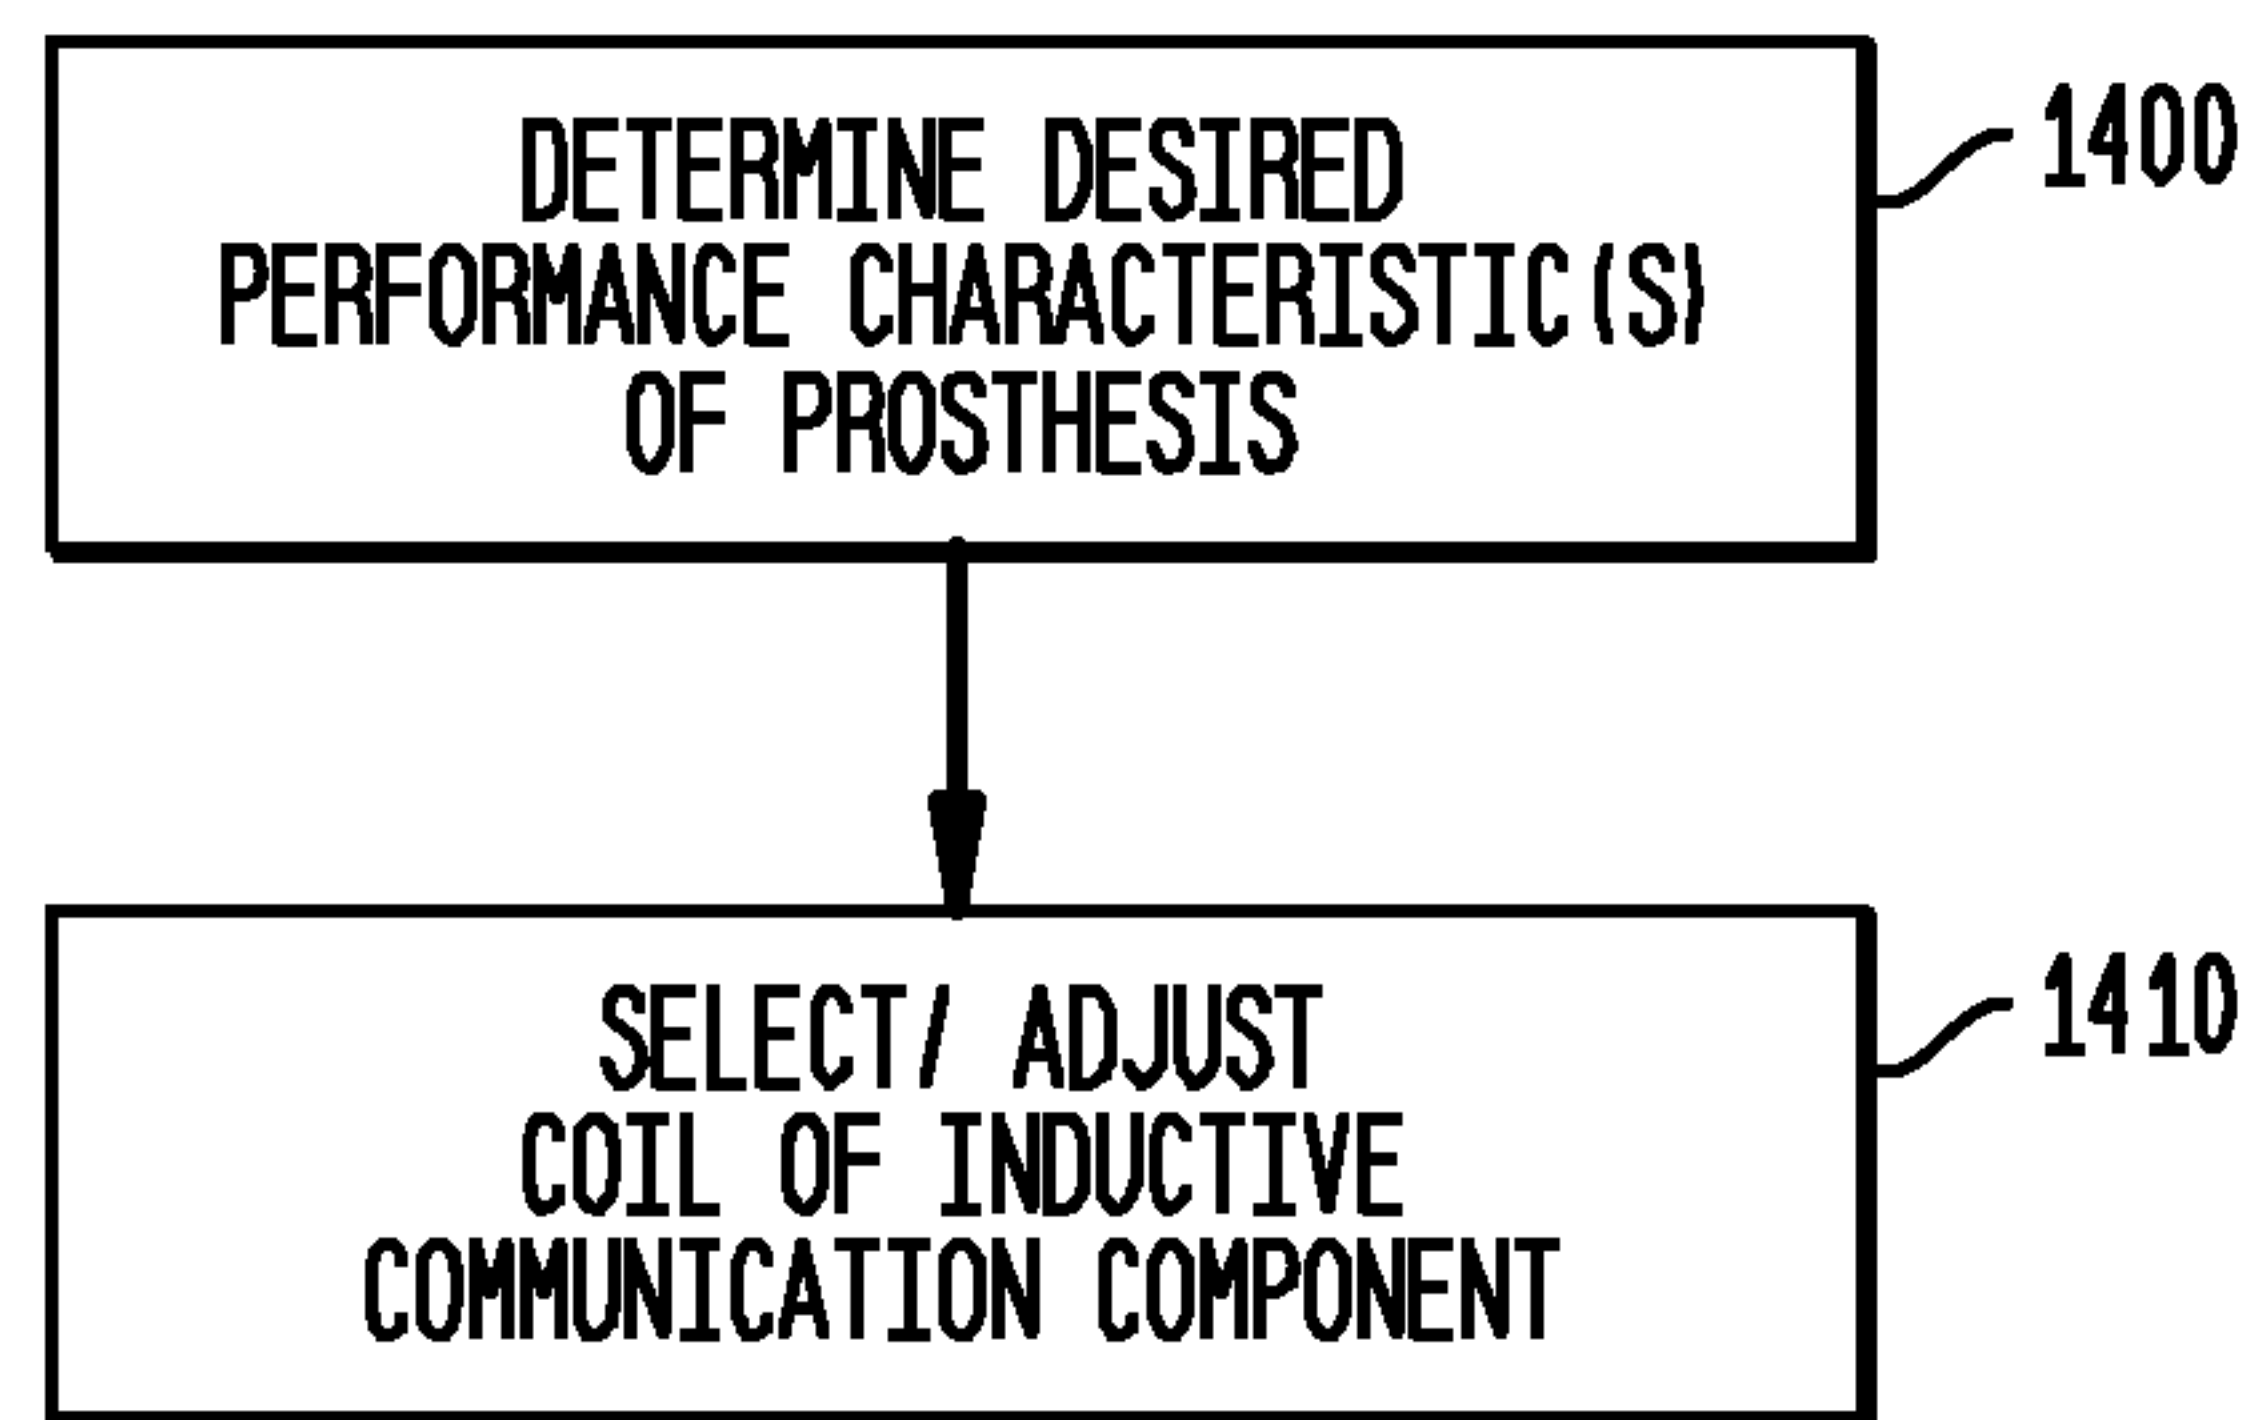 DETERMINE DESIRED
PERFORMANCE CHARACTERISTIC(S)
OF PROSTHESIS
1400
SELECT/ ADJUST
COIL OF INDUCTIVE
COMMUNICATION COMPONENT
1410